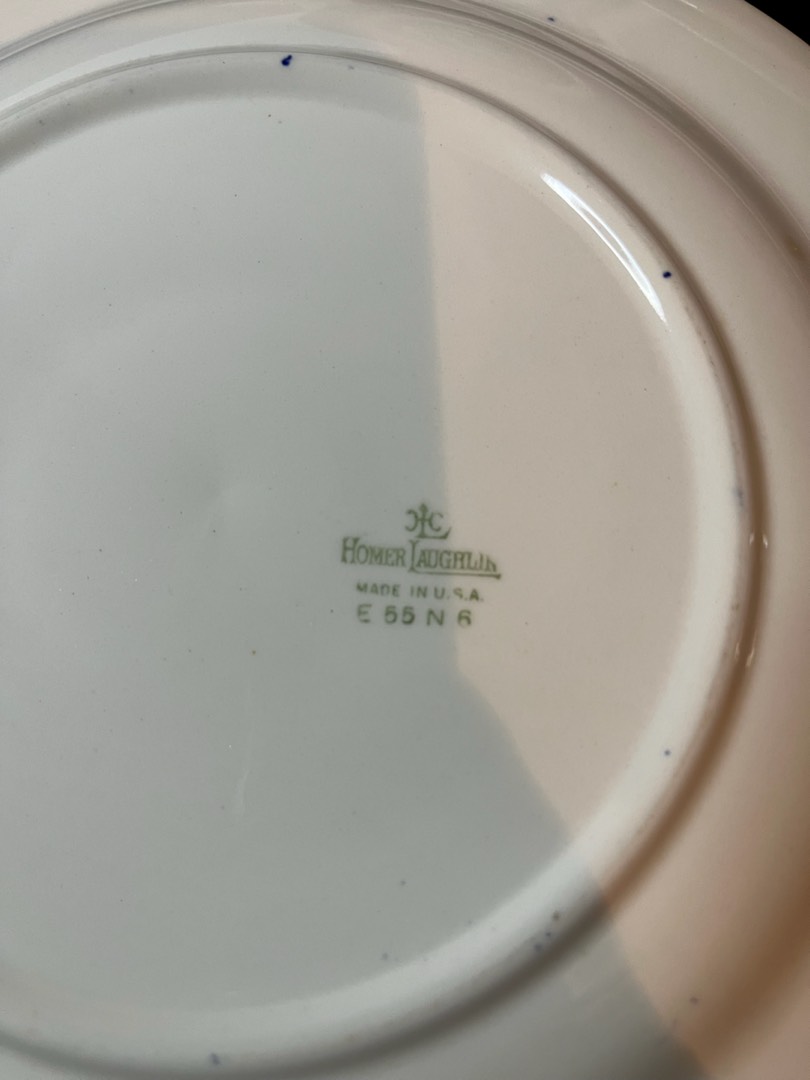 HLC
HOMER LAUGHLIN
MADE IN U.S.A.
E 55 N 6